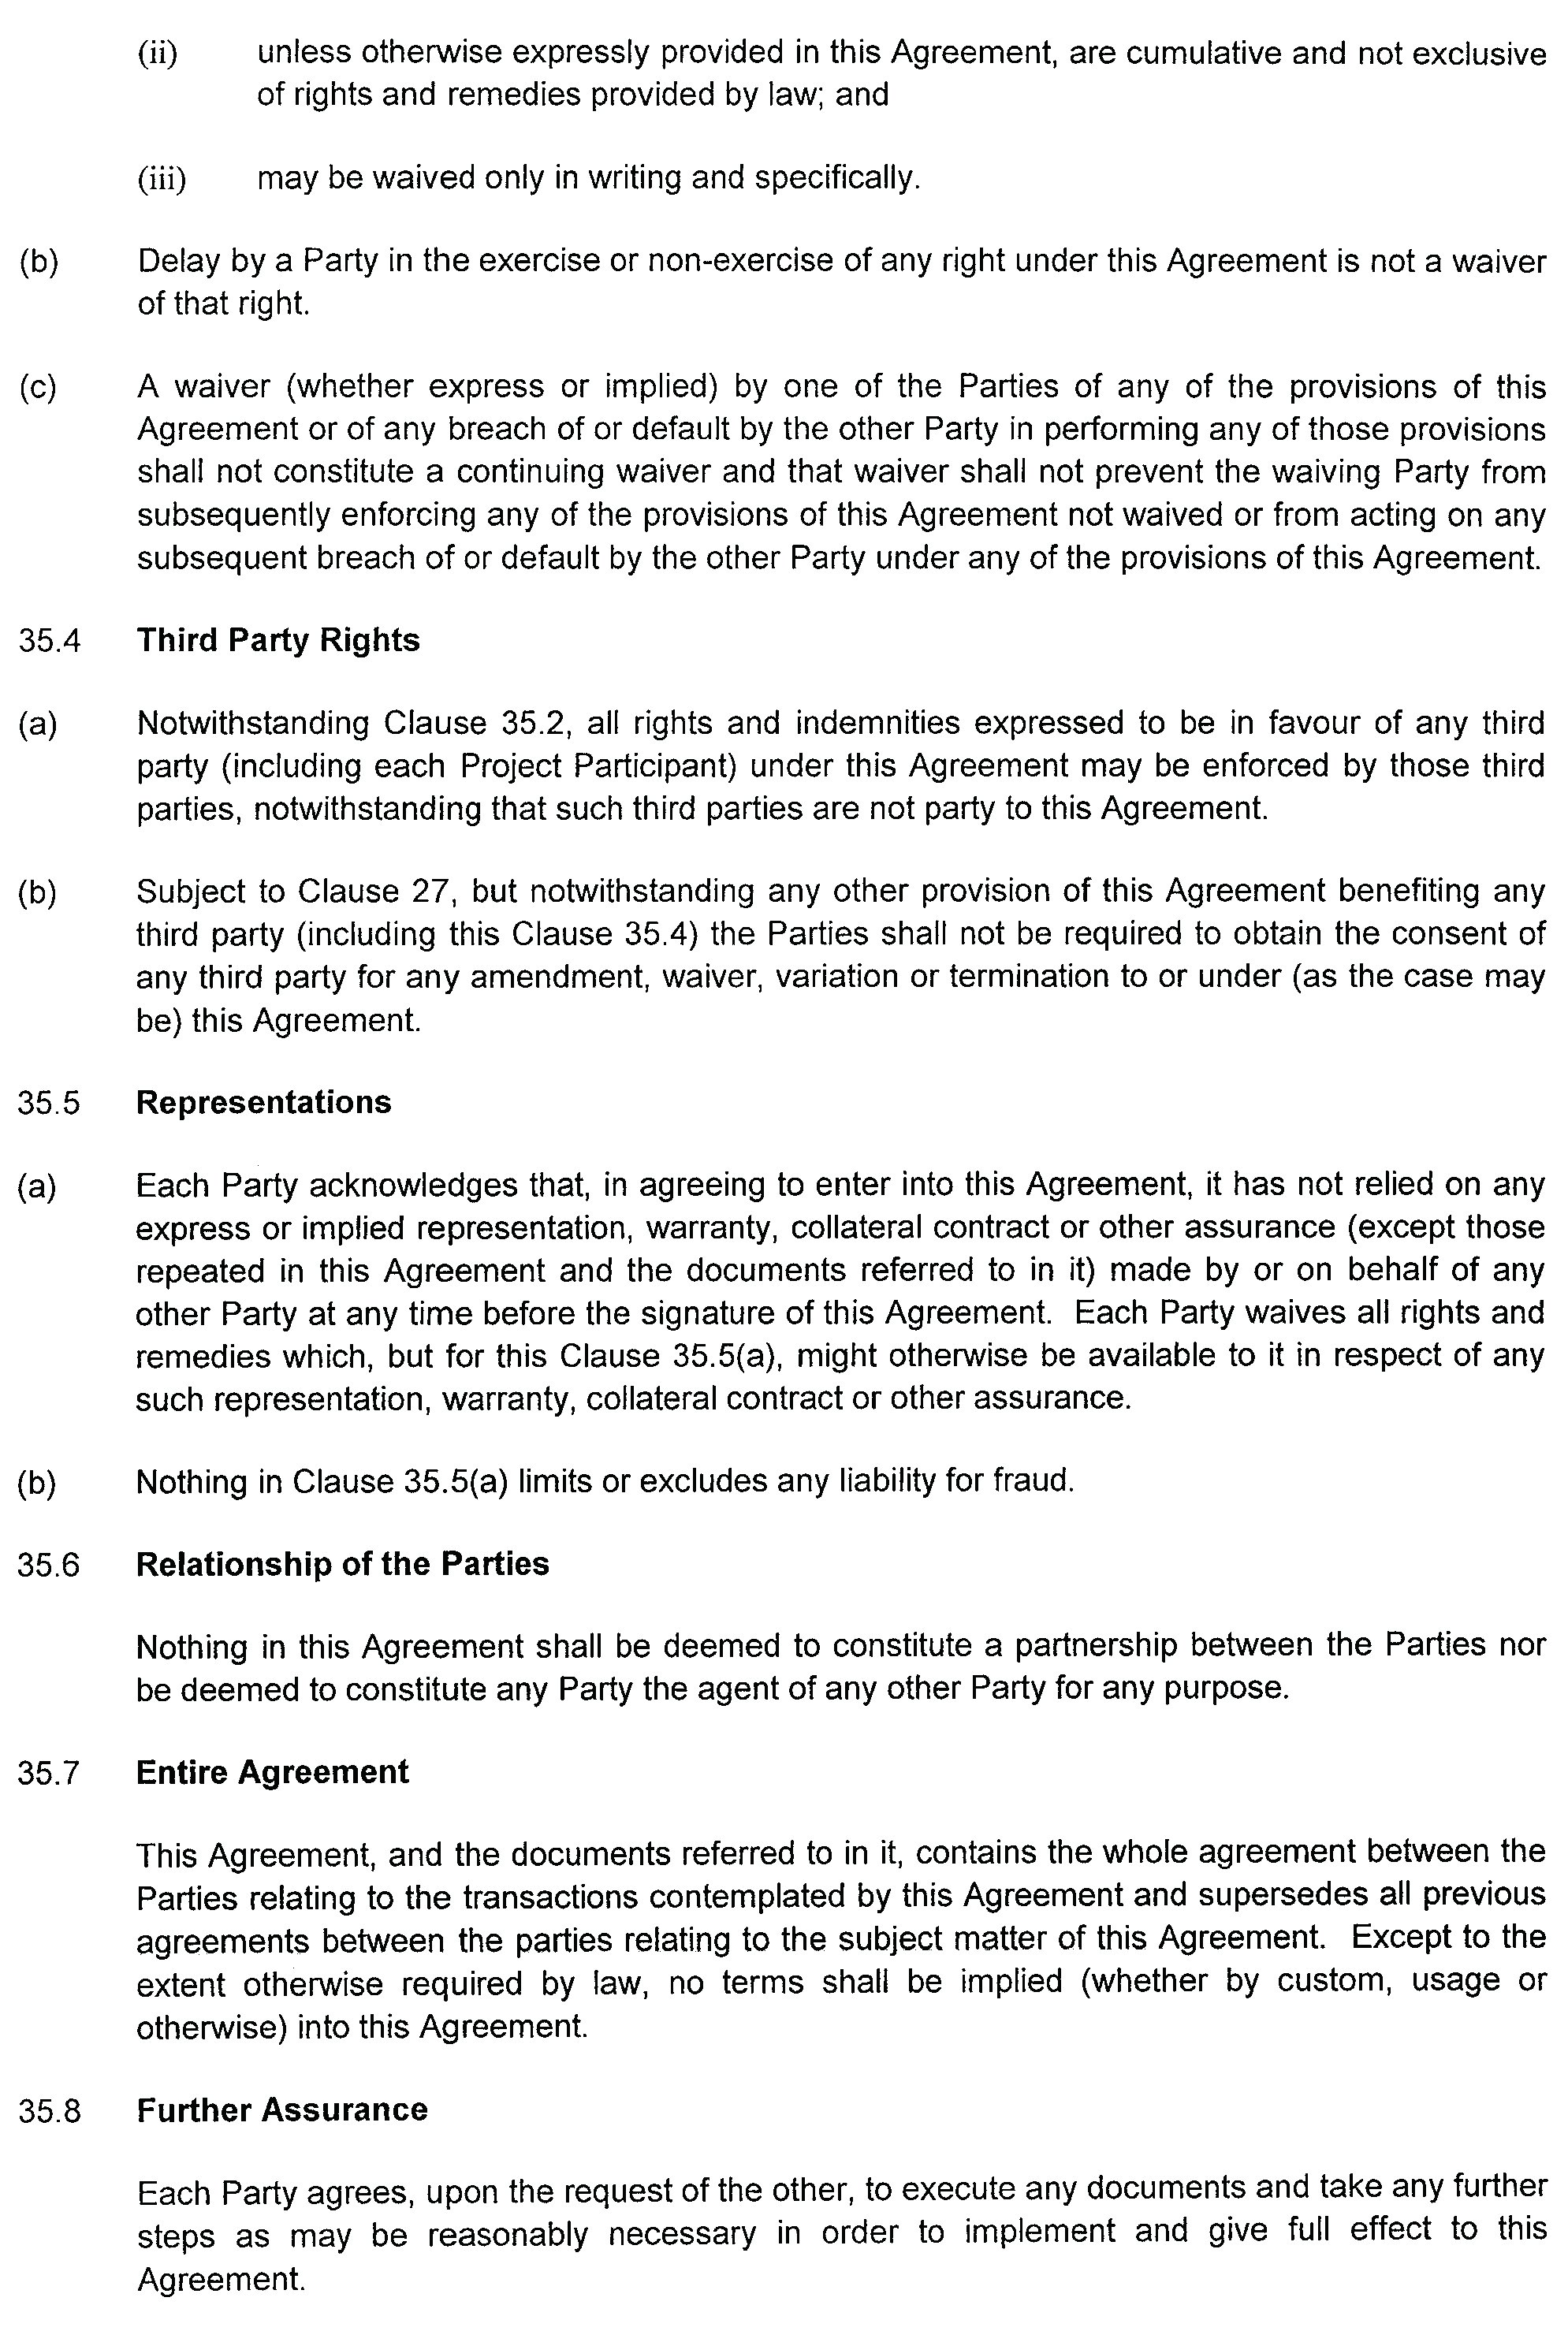 (ii) unless otherwise expressly provided in this Agreement, are cumulative and not exclusive
of rights and remedies provided by law; and
(iii) may be waived only in writing and specifically.
(b) Delay by a Party in the exercise or non-exercise of any right under this Agreement is not a waiver
of that right.
(c) A waiver (whether express or implied) by one of the Parties of any of the provisions of this
Agreement or of any breach of or default by the other Party in performing any of those provisions
shall not constitute a continuing waiver and that waiver shall not prevent the waiving Party from
subsequently enforcing any of the provisions of this Agreement not waived or from acting on any
subsequent breach of or default by the other Party under any of the provisions of this Agreement.
35.4 Third Party Rights
(a) Notwithstanding Clause 35.2, all rights and indemnities expressed to be in favour of any third
party (including each Project Participant) under this Agreement may be enforced by those third
parties, notwithstanding that such third parties are not party to this Agreement.
(b) Subject to Clause 27, but notwithstanding any other provision of this Agreement benefiting any
third party (including this Clause 35.4) the Parties shall not be required to obtain the consent of
any third party for any amendment, waiver, variation or termination to or under (as the case may
be) this Agreement.
35.5 Representations
(a) Each Party acknowledges that, in agreeing to enter into this Agreement, it has not relied on any
express or implied representation, warranty, collateral contract or other assurance (except those
repeated in this Agreement and the documents referred to in it) made by or on behalf of any
other Party at any time before the signature of this Agreement. Each Party waives all rights and
remedies which, but for this Clause 35.5(a), might otherwise be available to it in respect of any
such representation, warranty, collateral contract or other assurance.
(b) Nothing in Clause 35.5(a) limits or excludes any liability for fraud.
35.6 Relationship of the Parties
Nothing in this Agreement shall be deemed to constitute a partnership between the Parties nor
be deemed to constitute any Party the agent of any other Party for any purpose.
35.7 Entire Agreement
This Agreement, and the documents referred to in it, contains the whole agreement between the
Parties relating to the transactions contemplated by this Agreement and supersedes all previous
agreements between the parties relating to the subject matter of this Agreement. Except to the
extent otherwise required by law, no terms shall be implied (whether by custom, usage or
otherwise) into this Agreement.
35.8 Further Assurance
Each Party agrees, upon the request of the other, to execute any documents and take any further
steps as may be reasonably necessary in order to implement and give full effect to this
Agreement.